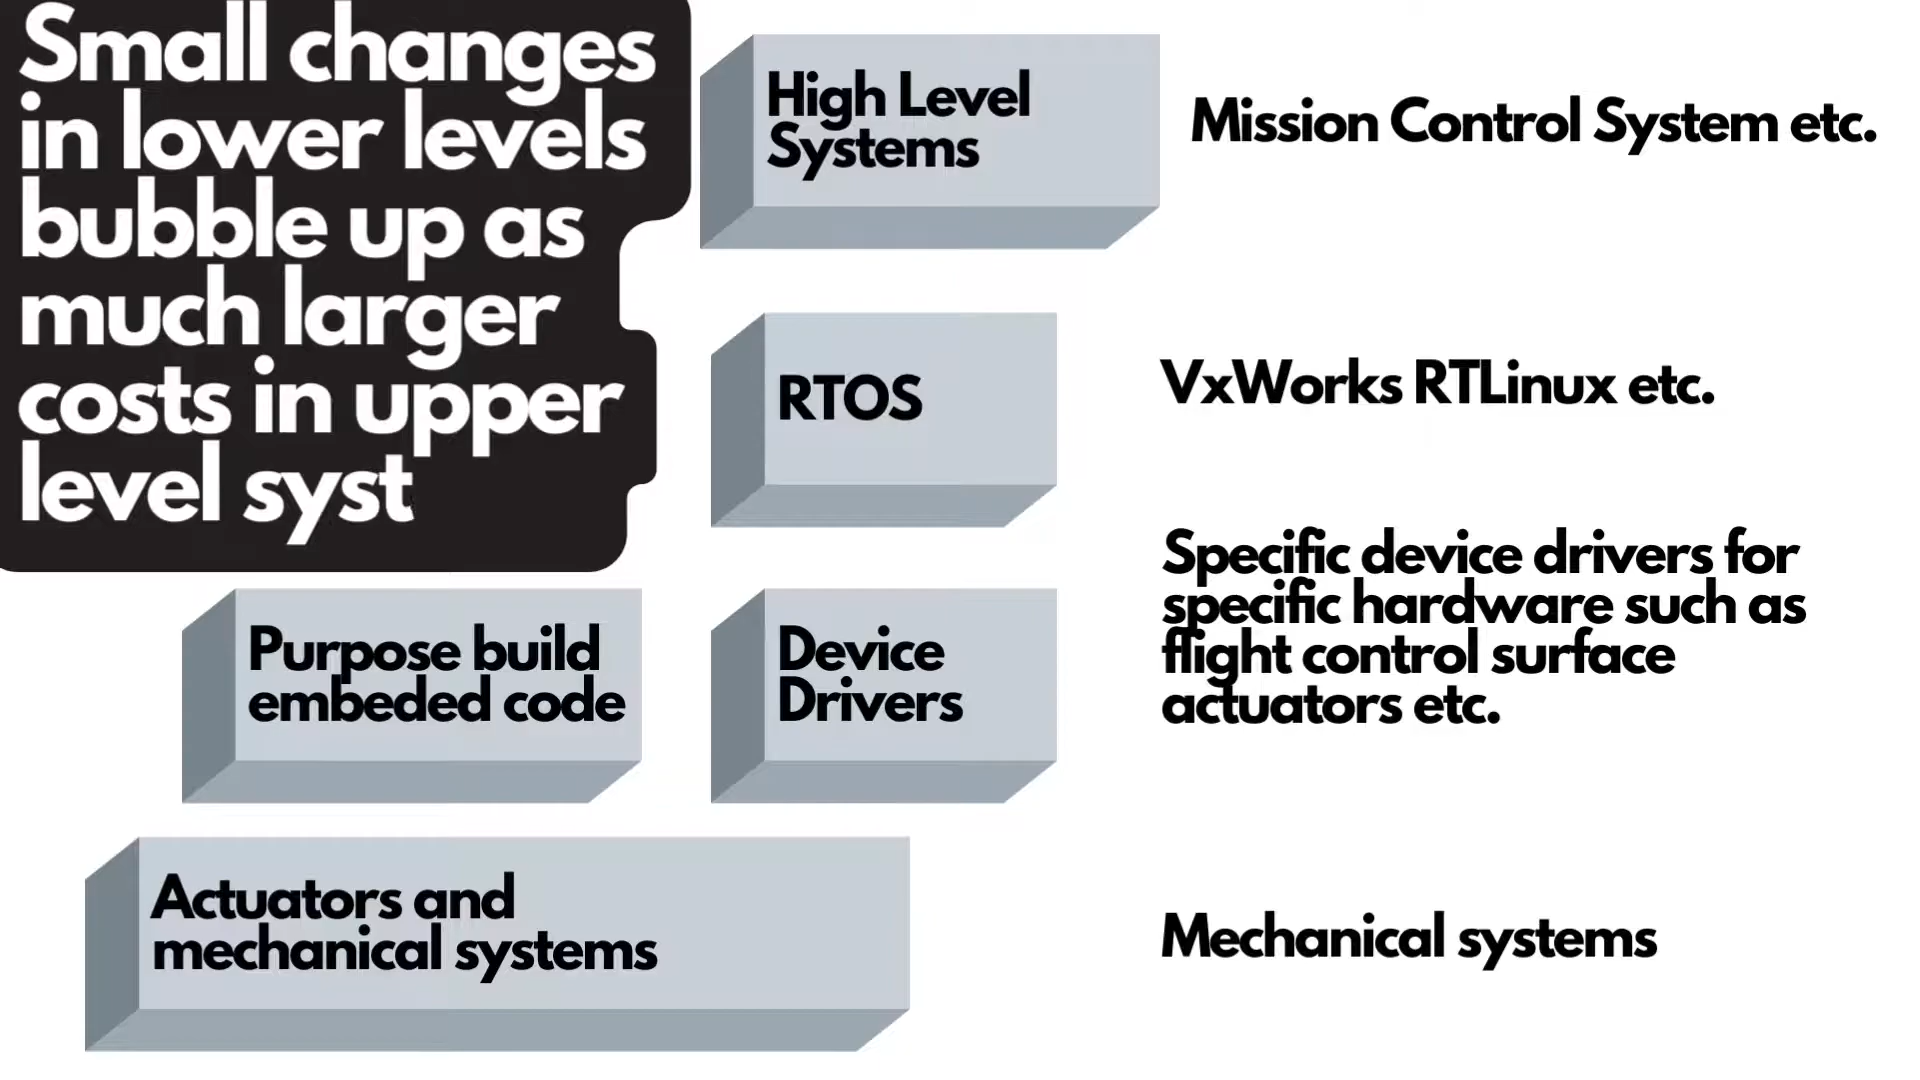 Small changes
in lower levels
bubble up as
much larger
costs in upper
level syst
High Level
Systems
Mission Control System etc.
RTOS
VxWorks RTLinux etc.
Purpose build
embeded code
Device
Drivers
Specific device drivers for
specific hardware such as
flight control surface
actuators etc.
Actuators and
mechanical systems
Mechanical systems